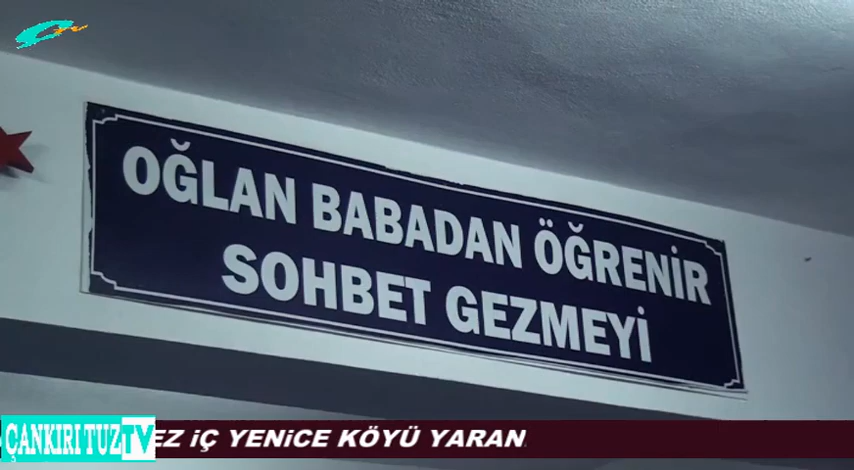 OĞLAN BABADAN ÖĞRENİR
SOHBET GEZMEYİ
ÇANKIRI TUZ TV
EZ İÇ YENİCE KÖYÜ YARAN